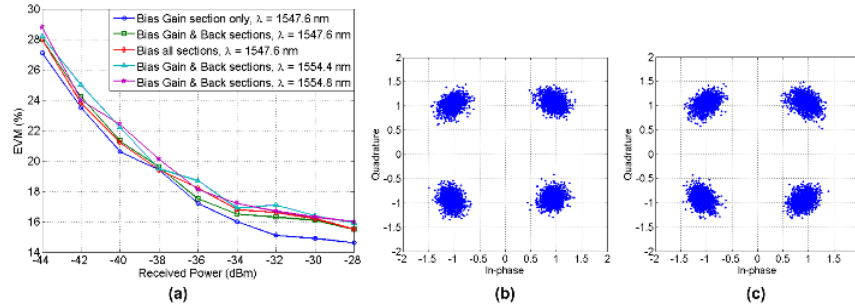 Bias Gain section only, λ = 1547.6 nm
Bias Gain & Back sections, λ = 1547.6 nm
Bias all sections, λ = 1547.6 nm
Bias Gain & Back sections, λ = 1554.4 nm
Bias Gain & Back sections, λ = 1554.8 nm
EVM (%)
30
28
26
24
22
20
18
16
14
-44 -42 -40 -38 -36 -34 -32 -30 -28
Received Power (dBm)
(a)
Quadrature
2
1.5
1
0.5
0
-0.5
-1
-1.5
-2
-2 -1.5 -1 -0.5 0 0.5 1 1.5 2
In-phase
(b)
Quadrature
2
1.5
1
0.5
0
-0.5
-1
-1.5
-2
-2 -1.5 -1 -0.5 0 0.5 1 1.5 2
In-phase
(c)